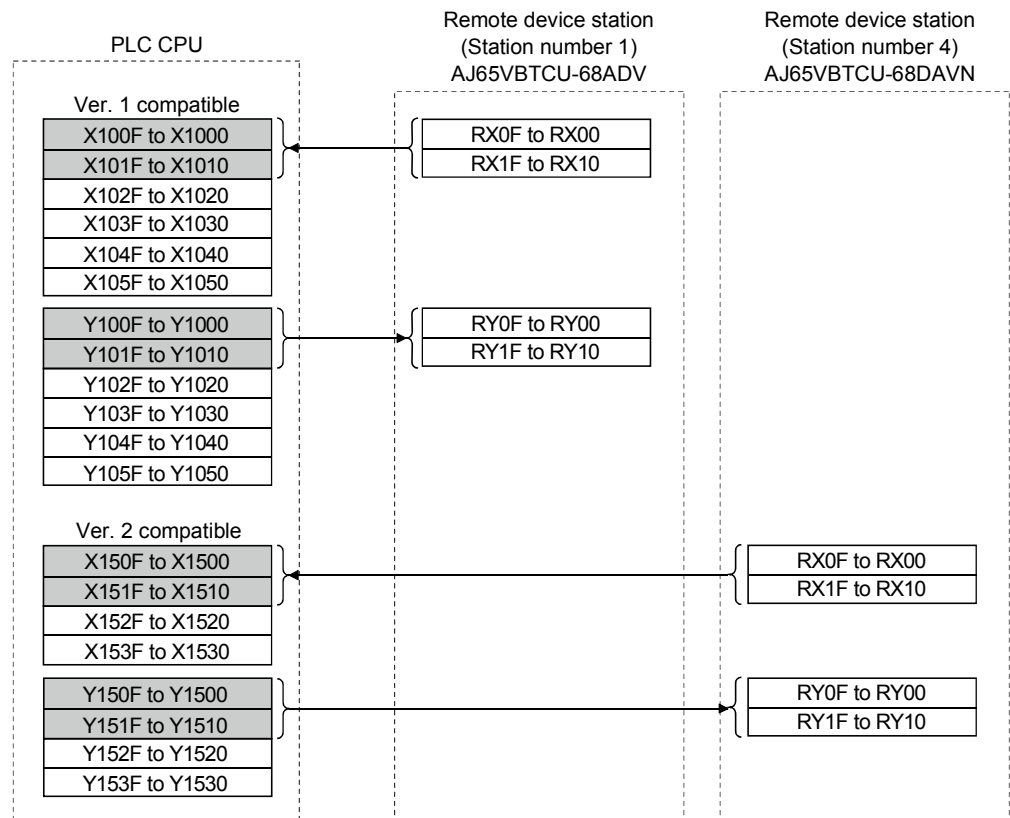 PLC CPU
Remote device station
(Station number 1)
AJ65VBTCU-68ADV
Remote device station
(Station number 4)
AJ65VBTCU-68DAVN
Ver. 1 compatible
X100F to X1000
X101F to X1010
X102F to X1020
X103F to X1030
X104F to X1040
X105F to X1050
RX0F to RX00
RX1F to RX10
Y100F to Y1000
Y101F to Y1010
Y102F to Y1020
Y103F to Y1030
Y104F to Y1040
Y105F to Y1050
RY0F to RY00
RY1F to RY10
Ver. 2 compatible
X150F to X1500
X151F to X1510
X152F to X1520
X153F to X1530
RX0F to RX00
RX1F to RX10
Y150F to Y1500
Y151F to Y1510
Y152F to Y1520
Y153F to Y1530
RY0F to RY00
RY1F to RY10